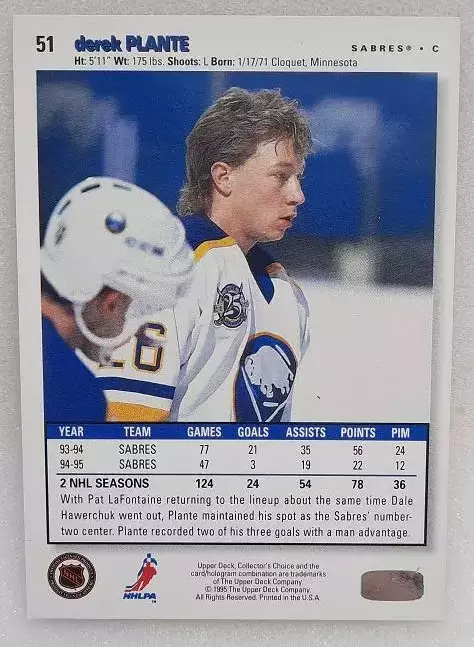 51 derek PLANTE
SABRES® • C
Ht: 5'11" Wt: 175 lbs. Shoots: L Born: 1/17/71 Cloquet, Minnesota
25
26
YEAR TEAM GAMES GOALS ASSISTS POINTS PIM
93-94 SABRES 77 21 35 56 24
94-95 SABRES 47 3 19 22 12
2 NHL SEASONS 124 24 54 78 36
With Pat LaFontaine returning to the lineup about the same time Dale
Hawerchuk went out, Plante maintained his spot as the Sabres' number-
two center. Plante recorded two of his three goals with a man advantage.
NHL
NHLPA
Upper Deck, Collector's Choice and the
card/hologram combination are trademarks
of The Upper Deck Company.
© 1995 The Upper Deck Company.
All Rights Reserved. Printed in the U.S.A.